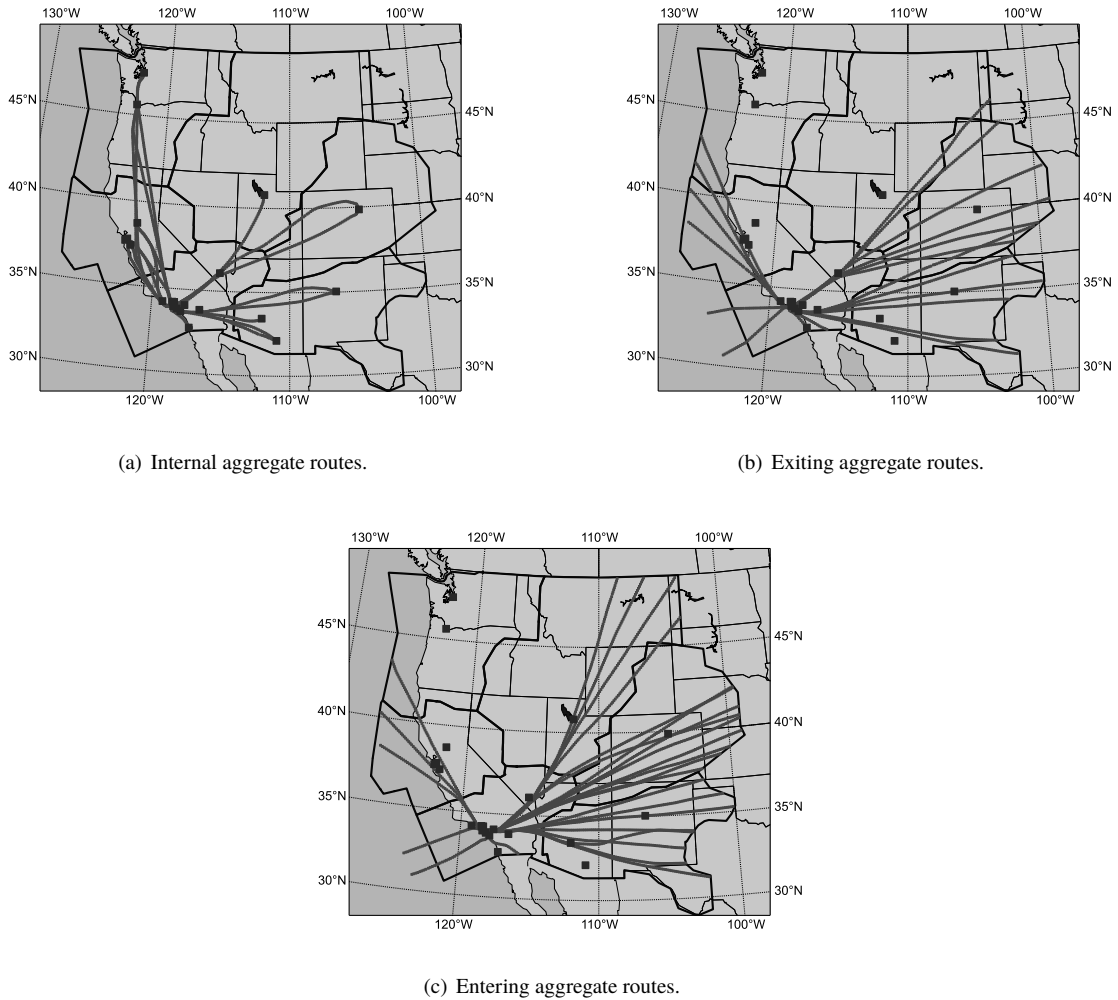 130°W 120°W 110°W 100°W
45°N 45°N
40°N 40°N
35°N 35°N
30°N 30°N
120°W 110°W 100°W
(a) Internal aggregate routes.
130°W 120°W 110°W 100°W
45°N 45°N
40°N 40°N
35°N 35°N
30°N 30°N
120°W 110°W 100°W
(b) Exiting aggregate routes.
130°W 120°W 110°W 100°W
45°N 45°N
40°N 40°N
35°N 35°N
30°N 30°N
120°W 110°W 100°W
(c) Entering aggregate routes.